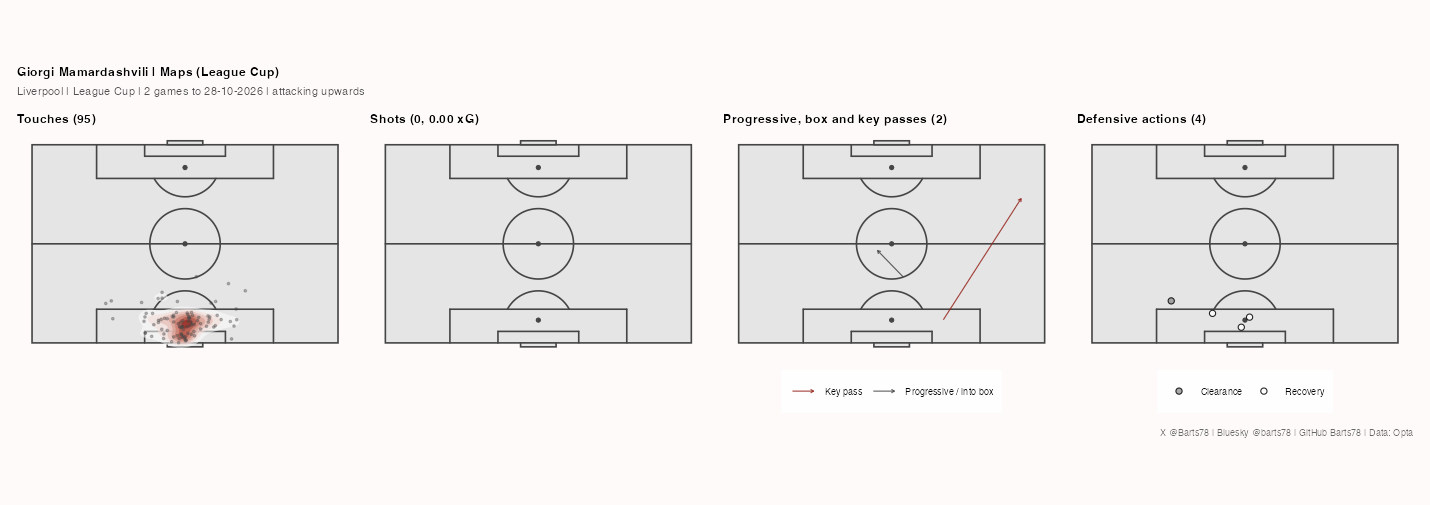 Giorgi Mamardashvili | Maps (League Cup)
Liverpool | League Cup | 2 games to 28-10-2026 | attacking upwards
Touches (95)
Shots (0, 0.00 xG)
Progressive, box and key passes (2)
Defensive actions (4)
Key pass
Progressive / into box
Clearance
Recovery
X @Barts78 | Bluesky @barts78 | GitHub Barts78 | Data: Opta